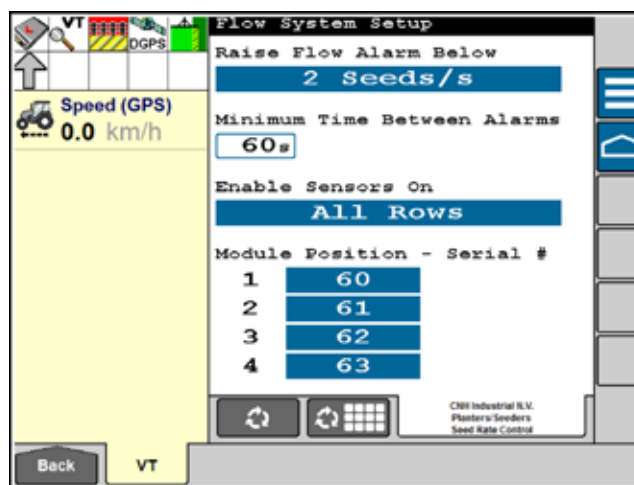 VT
DGPS
Speed (GPS)
0.0 km/h
Flow System Setup
Raise Flow Alarm Below
2 Seeds/s
Minimum Time Between Alarms
60s
Enable Sensors On
All Rows
Module Position - Serial #
1 60
2 61
3 62
4 63
CNH Industrial N.V.
Planters/Seeders
Seed Rate Control
Back
VT